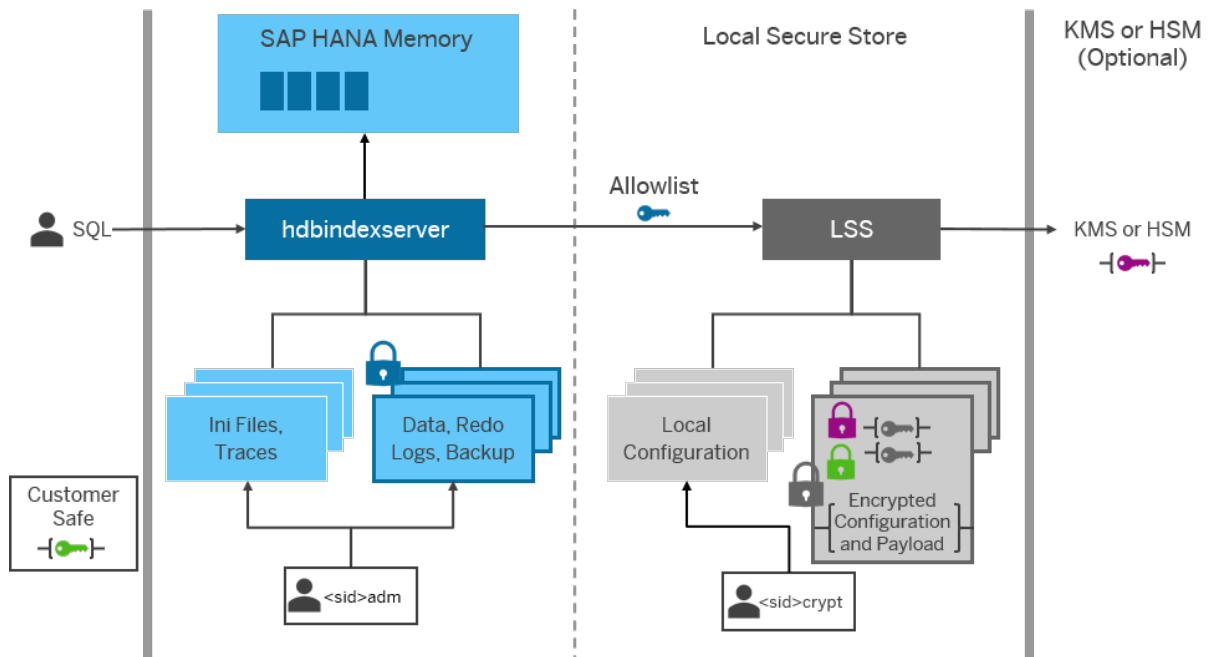 SAP HANA Memory
Local Secure Store
KMS or HSM
(Optional)
SQL
hdbindexserver
Allowlist
LSS
KMS or HSM
Ini Files,
Traces
Data, Redo
Logs, Backup
Local
Configuration
Encrypted
Configuration
and Payload
Customer
Safe
<sid>adm
<sid>crypt